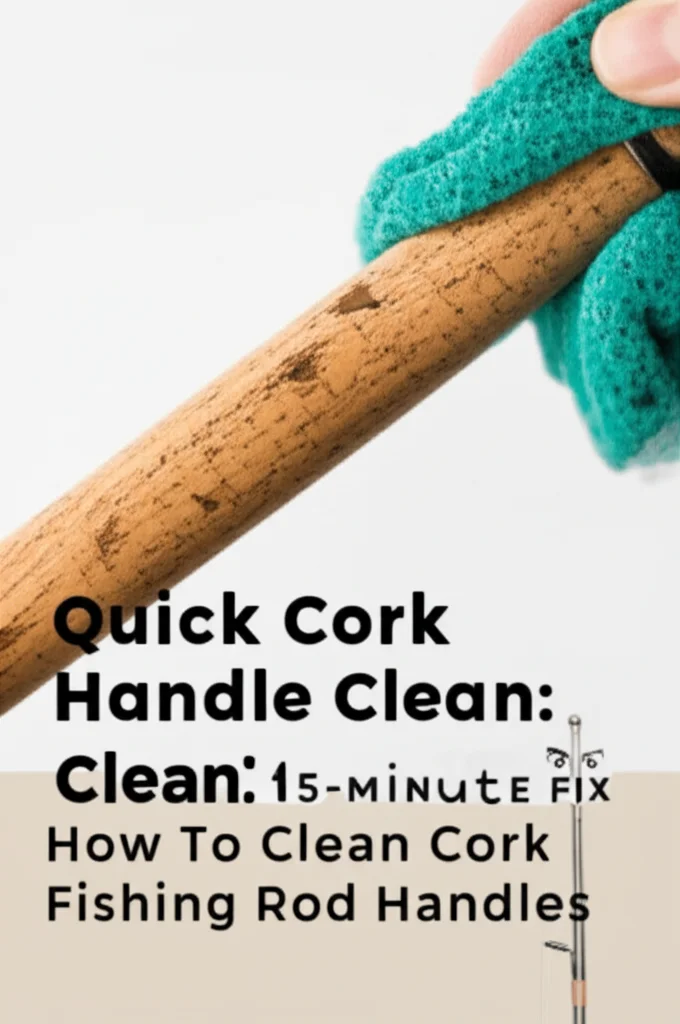 Quick Cork
Handle Clean:
Clean: 15-MiNUtE FIX
How To Clean Cork
Fishing Rod Handles